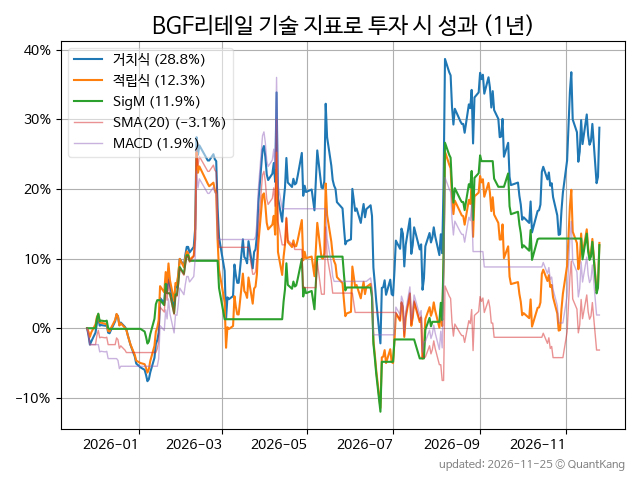 BGF리테일 기술 지표로 투자 시 성과 (1년)
거치식 (28.8%)
적립식 (12.3%)
SigM (11.9%)
SMA(20) (−3.1%)
MACD (1.9%)
40%
30%
20%
10%
0%
−10%
2026-01
2026-03
2026-05
2026-07
2026-09
2026-11
updated: 2026-11-25 © QuantKang